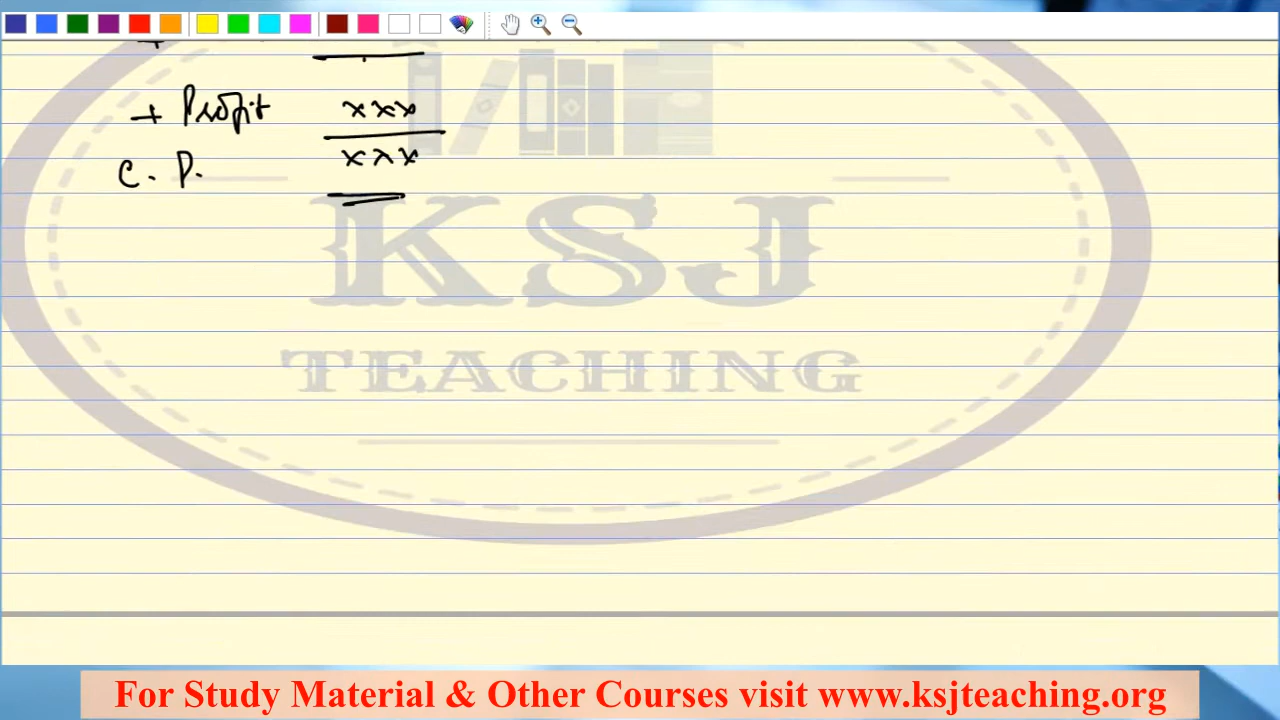 + Profit xxx
C. P. xxx
KSJ
TEACHING
For Study Material & Other Courses visit www.ksjteaching.org